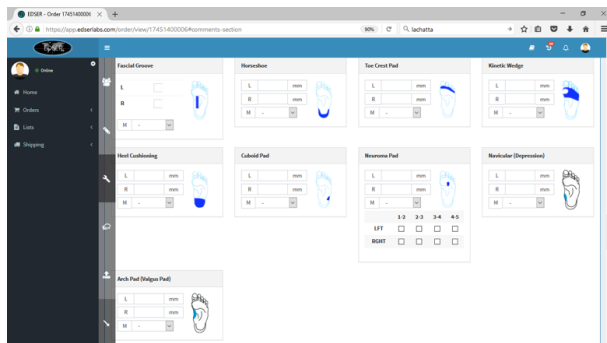 EDSER - Order 17451400006
https://app.edserlabs.com/order/view/17451400006#comments-section
90%
lachatta
Online
Home
Orders
Lists
Shipping
Fascial Groove
L
R
M -
Horseshoe
L mm
R mm
M -
Toe Crest Pad
L mm
R mm
M -
Kinetic Wedge
L mm
R mm
M -
Heel Cushioning
L mm
R mm
M -
Cuboid Pad
L mm
R mm
M -
Neuroma Pad
L mm
R mm
M -
1-2 2-3 3-4 4-5
LFT
RGHT
Navicular (Depression)
L mm
R mm
M -
Arch Pad (Valgus Pad)
L mm
R mm
M -